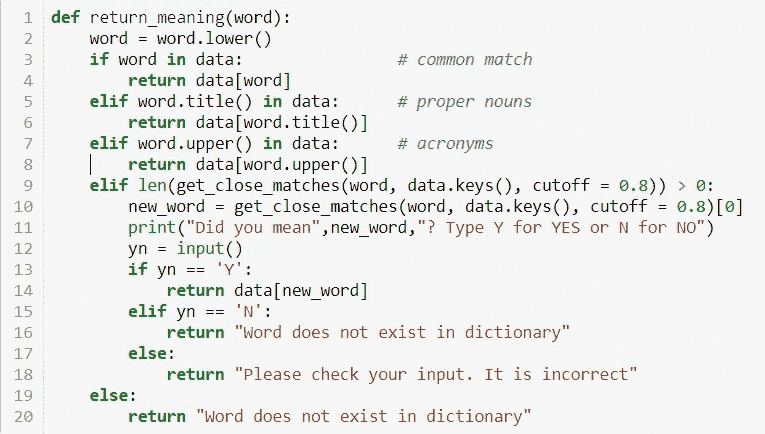 1 def return_meaning(word):
2     word = word.lower()
3     if word in data:                # common match
4         return data[word]
5     elif word.title() in data:      # proper nouns
6         return data[word.title()]
7     elif word.upper() in data:      # acronyms
8         return data[word.upper()]
9     elif len(get_close_matches(word, data.keys(), cutoff = 0.8)) > 0:
10         new_word = get_close_matches(word, data.keys(), cutoff = 0.8)[0]
11         print("Did you mean",new_word,"? Type Y for YES or N for NO")
12         yn = input()
13         if yn == 'Y':
14             return data[new_word]
15         elif yn == 'N':
16             return "Word does not exist in dictionary"
17         else:
18             return "Please check your input. It is incorrect"
19     else:
20         return "Word does not exist in dictionary"